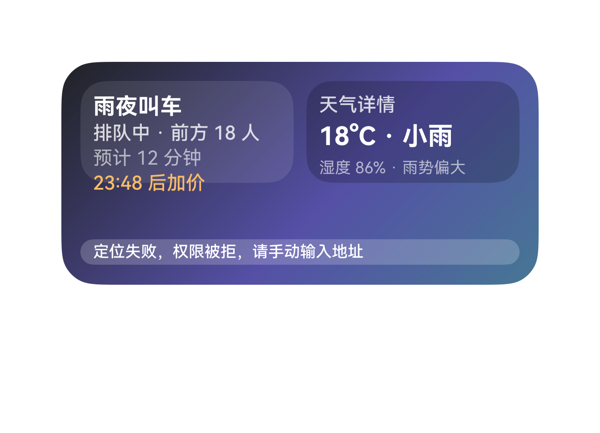 雨夜叫车
排队中 · 前方 18 人
预计 12 分钟
23:48 后加价
天气详情
18℃ · 小雨
湿度 86% · 雨势偏大
定位失败，权限被拒，请手动输入地址